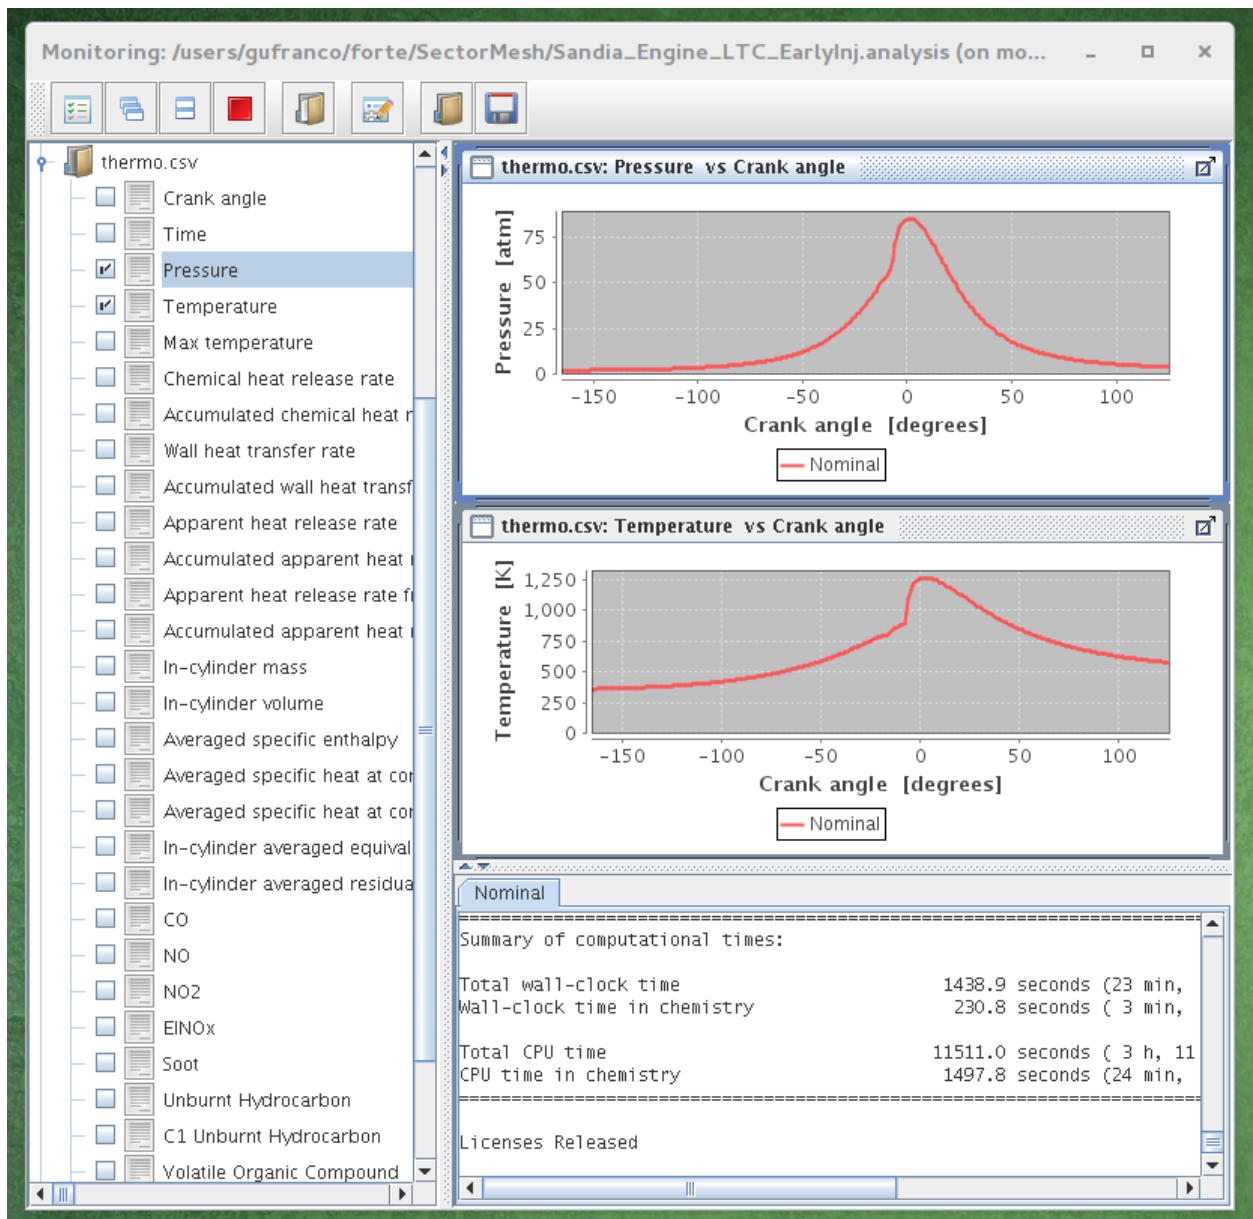 Monitoring: /users/gufranco/forte/SectorMesh/Sandia_Engine_LTC_EarlyInj.analysis (on mo...
thermo.csv
Crank angle
Time
Pressure
Temperature
Max temperature
Chemical heat release rate
Accumulated chemical heat r
Wall heat transfer rate
Accumulated wall heat transf
Apparent heat release rate
Accumulated apparent heat
Apparent heat release rate f
Accumulated apparent heat
In-cylinder mass
In-cylinder volume
Averaged specific enthalpy
Averaged specific heat at cor
Averaged specific heat at cor
In-cylinder averaged equival
In-cylinder averaged residua
CO
NO
NO2
EINOx
Soot
Unburnt Hydrocarbon
C1 Unburnt Hydrocarbon
Volatile Organic Compound
thermo.csv: Pressure vs Crank angle
Pressure [atm]
75
50
25
0
-150 -100 -50 0 50 100
Crank angle [degrees]
Nominal
thermo.csv: Temperature vs Crank angle
Temperature [K]
1,250
1,000
750
500
250
0
-150 -100 -50 0 50 100
Crank angle [degrees]
Nominal
Nominal
================================================================
Summary of computational times:
Total wall-clock time 1438.9 seconds (23 min,
Wall-clock time in chemistry 230.8 seconds ( 3 min,
Total CPU time 11511.0 seconds ( 3 h, 11
CPU time in chemistry 1497.8 seconds (24 min,
================================================================
Licenses Released